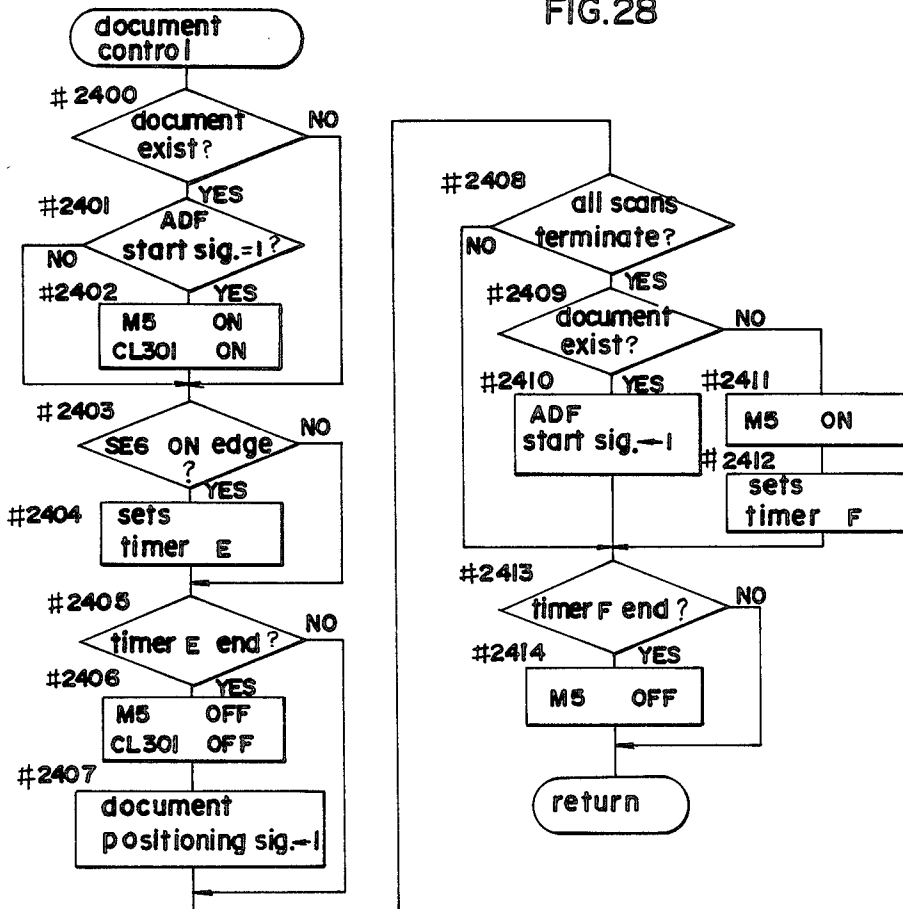 FIG.28
document
control
#2400
document
exist?
NO
YES
#2401
ADF
start sig.=1?
NO
YES
#2402
M5 ON
CL301 ON
#2403
SE6 ON edge
?
NO
YES
#2404
sets
timer E
#2405
timer E end?
NO
YES
#2406
M5 OFF
CL301 OFF
#2407
document
positioning sig.←1
#2408
all scans
terminate?
NO
YES
#2409
document
exist?
NO
YES
#2410
ADF
start sig.←1
#2411
M5 ON
#2412
sets
timer F
#2413
timer F end?
NO
YES
#2414
M5 OFF
return